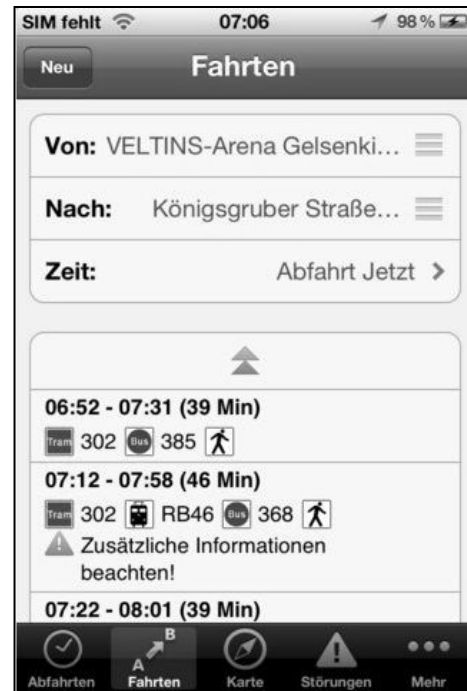 SIM fehlt 07:06 98 %
Neu Fahrten
Von: VELTINS-Arena Gelsenki...
Nach: Königsgruber Straße...
Zeit: Abfahrt Jetzt >
06:52 - 07:31 (39 Min)
Tram 302 Bus 385
07:12 - 07:58 (46 Min)
Tram 302 RB46 Bus 368
Zusätzliche Informationen
beachten!
07:22 - 08:01 (39 Min)
A B
Abfahrten Fahrten Karte Störungen Mehr